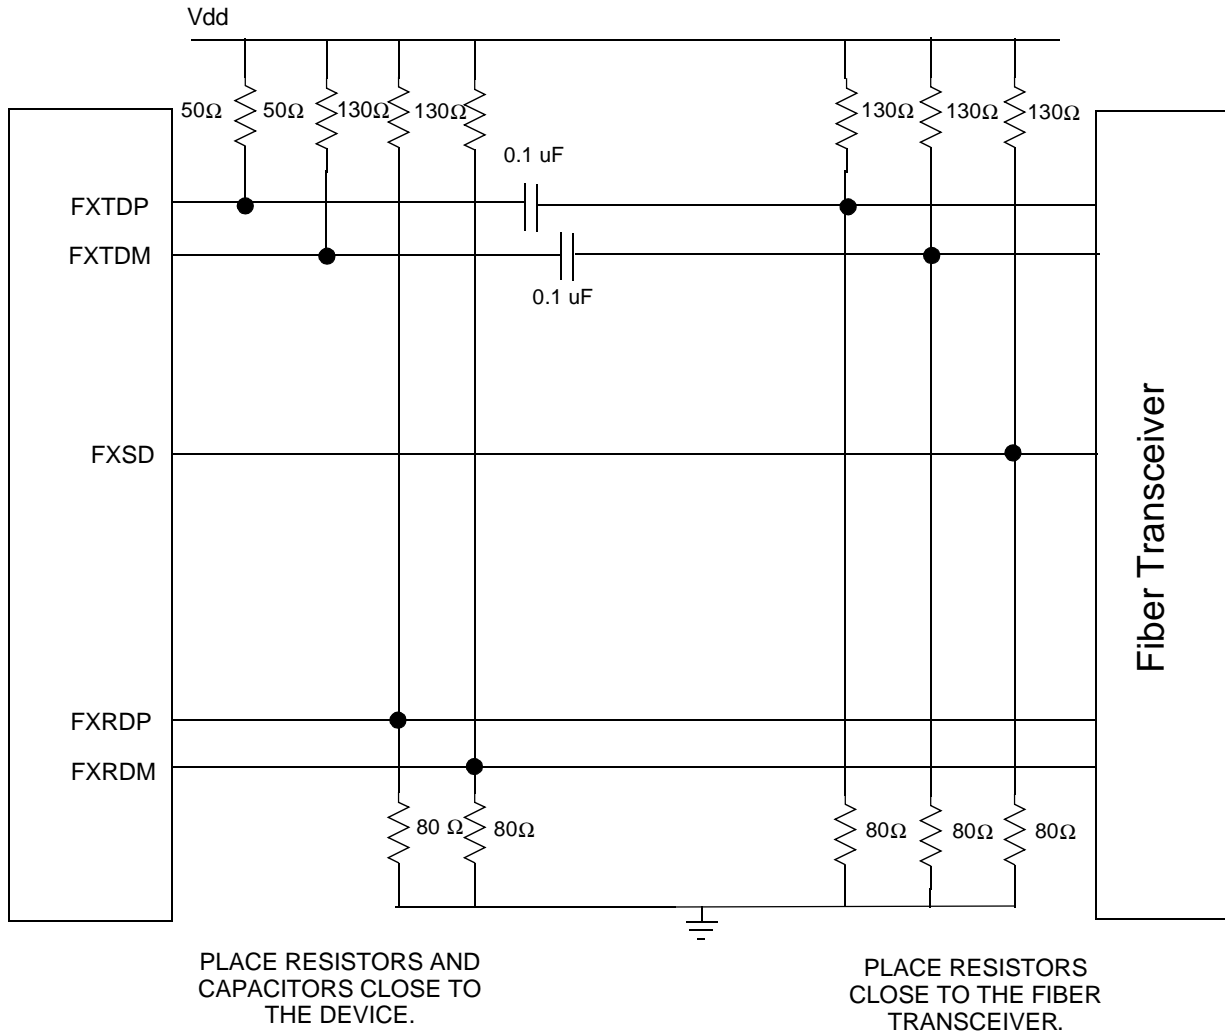 Vdd
50Ω
50Ω
130Ω
130Ω
130Ω
130Ω
130Ω
0.1 uF
FXTDP
FXTDM
0.1 uF
FXSD
Fiber Transceiver
FXRDP
FXRDM
80 Ω
80Ω
80Ω
80Ω
80Ω
PLACE RESISTORS AND
CAPACITORS CLOSE TO
THE DEVICE.
PLACE RESISTORS
CLOSE TO THE FIBER
TRANSCEIVER.